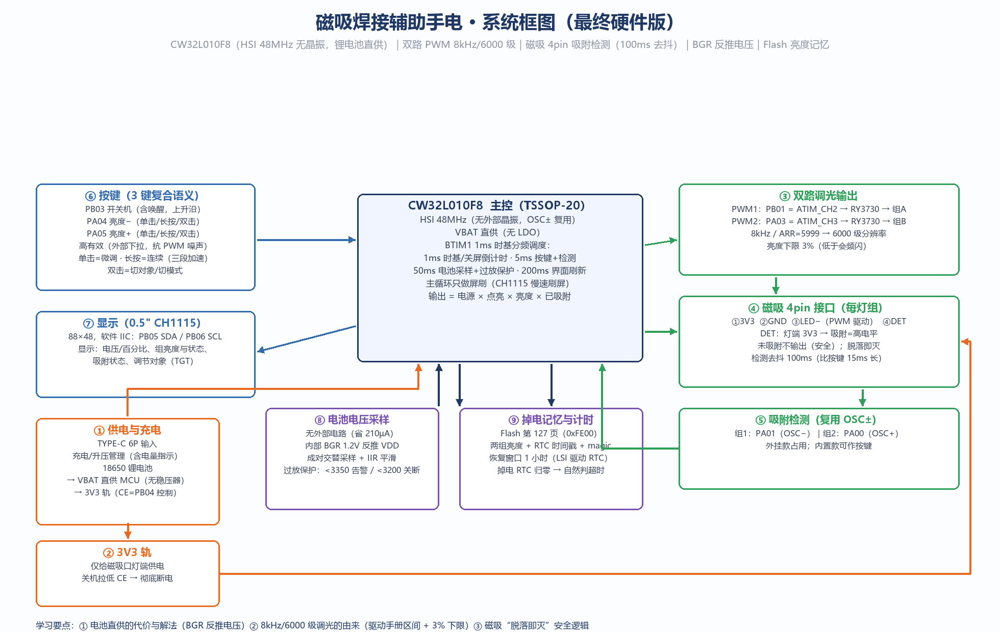 磁吸焊接辅助手电 • 系统框图（最终硬件版）
CW32L010F8（HSI 48MHz 无晶振，锂电池直供）｜双路 PWM 8kHz/6000 级｜磁吸 4pin 吸附检测（100ms 去抖）｜BGR 反推电压｜Flash 亮度记忆
⑥ 按键（3 键复合语义）
PB03 开关机（含唤醒，上升沿）
PA04 亮度−（单击/长按/双击）
PA05 亮度+（单击/长按/双击）
高有效（外部下拉，抗 PWM 噪声）
单击=微调 · 长按=连续（三段加速）
双击=切对象/切模式
CW32L010F8 主控（TSSOP-20）
HSI 48MHz（无外部晶振，OSC± 复用）
VBAT 直供（无 LDO）
BTIM1 1ms 时基分频调度：
1ms 时基/关屏倒计时 · 5ms 按键+检测
50ms 电池采样+过放保护 · 200ms 界面刷新
主循环只做屏刷（CH1115 慢速刷屏）
输出 = 电源 × 点亮 × 亮度 × 已吸附
③ 双路调光输出
PWM1：PB01 = ATIM_CH2 → RY3730 → 组A
PWM2：PA03 = ATIM_CH3 → RY3730 → 组B
8kHz / ARR=5999 → 6000 级分辨率
亮度下限 3%（低于会频闪）
⑦ 显示（0.5" CH1115）
88×48，软件 IIC：PB05 SDA / PB06 SCL
显示：电压/百分比、组亮度与状态、
吸附状态、调节对象（TGT）
④ 磁吸 4pin 接口（每灯组）
①3V3 ②GND ③LED−（PWM 驱动） ④DET
DET：灯端 3V3 → 吸附=高电平
未吸附不输出（安全）；脱落即灭
检测去抖 100ms（比按键 15ms 长）
① 供电与充电
TYPE-C 6P 输入
充电/升压管理（含电量指示）
18650 锂电池
→ VBAT 直供 MCU（无稳压器）
→ 3V3 轨（CE=PB04 控制）
⑧ 电池电压采样
无外部电路（省 210μA）
内部 BGR 1.2V 反推 VDD
成对交替采样 + IIR 平滑
过放保护：<3350 告警 / <3200 关断
⑨ 掉电记忆与计时
Flash 第 127 页（0xFE00）
两组亮度 + RTC 时间戳 + magic
恢复窗口 1 小时（LSI 驱动 RTC）
掉电 RTC 归零 → 自然判超时
⑤ 吸附检测（复用 OSC±）
组1：PA01（OSC−）｜组2：PA00（OSC+）
外挂款占用；内置款可作按键
② 3V3 轨
仅给磁吸口灯端供电
关机拉低 CE → 彻底断电
学习要点：① 电池直供的代价与解法（BGR 反推电压）② 8kHz/6000 级调光的由来（驱动手册区间 + 3% 下限）③ 磁吸“脱落即灭”安全逻辑